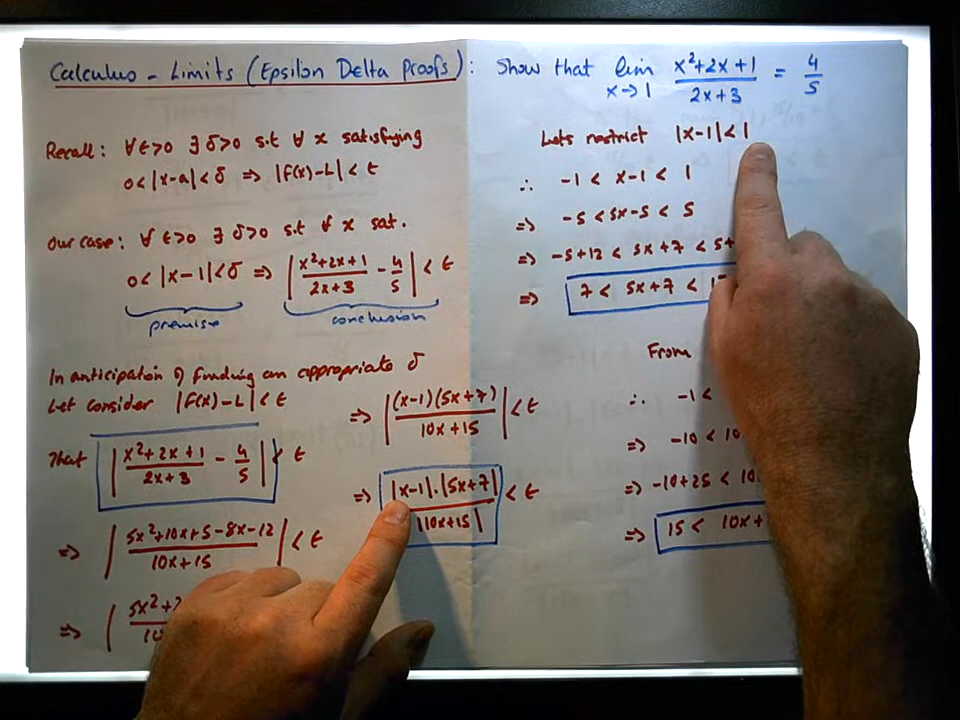 Calculus - Limits (Epsilon Delta Proofs): Show that lim x→1 x²+2x+1 / 2x+3 = 4/5
Recall: ∀ε>0 ∃ δ>0 s.t ∀ x satisfying
0<|x-a|<δ ⇒ |F(x)-L|<ε
Our case: ∀ ε>0 ∃ δ>0 s.t ∀ x sat.
0<|x-1|<δ ⇒ | x²+2x+1 / 2x+3 - 4/5 | < ε
premise conclusion
In anticipation of finding an appropriate δ
Let consider |F(x)-L|<ε
That | x²+2x+1 / 2x+3 - 4/5 | < ε
⇒ | 5x²+10x+5-8x-12 / 10x+15 | < ε
⇒ | 5x²+2
⇒ | (x-1)(5x+7) / 10x+15 | < ε
⇒ |x-1|.|5x+7| / |10x+15| < ε
Lets restrict |x-1|<1
∴ -1 < x-1 < 1
⇒ -5 < 5x-5 < 5
⇒ -5+12 < 5x+7 < 5+
⇒ 7 < 5x+7 <
From
∴ -1 <
⇒ -10 < 10
⇒ -10+25 < 10
⇒ 15 < 10x+